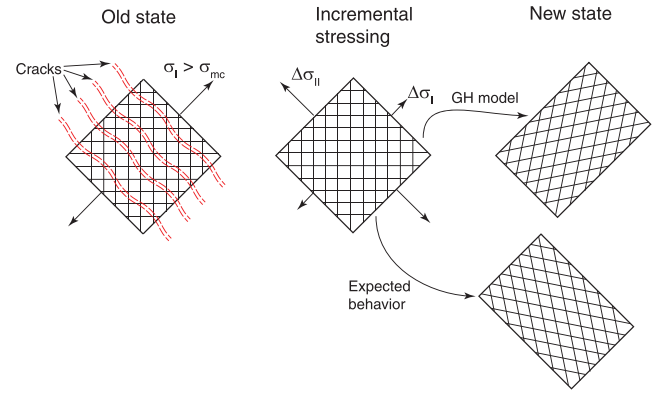 Old state
Incremental
stressing
New state
Cracks
σI > σmc
ΔσII
ΔσI
GH model
Expected
behavior